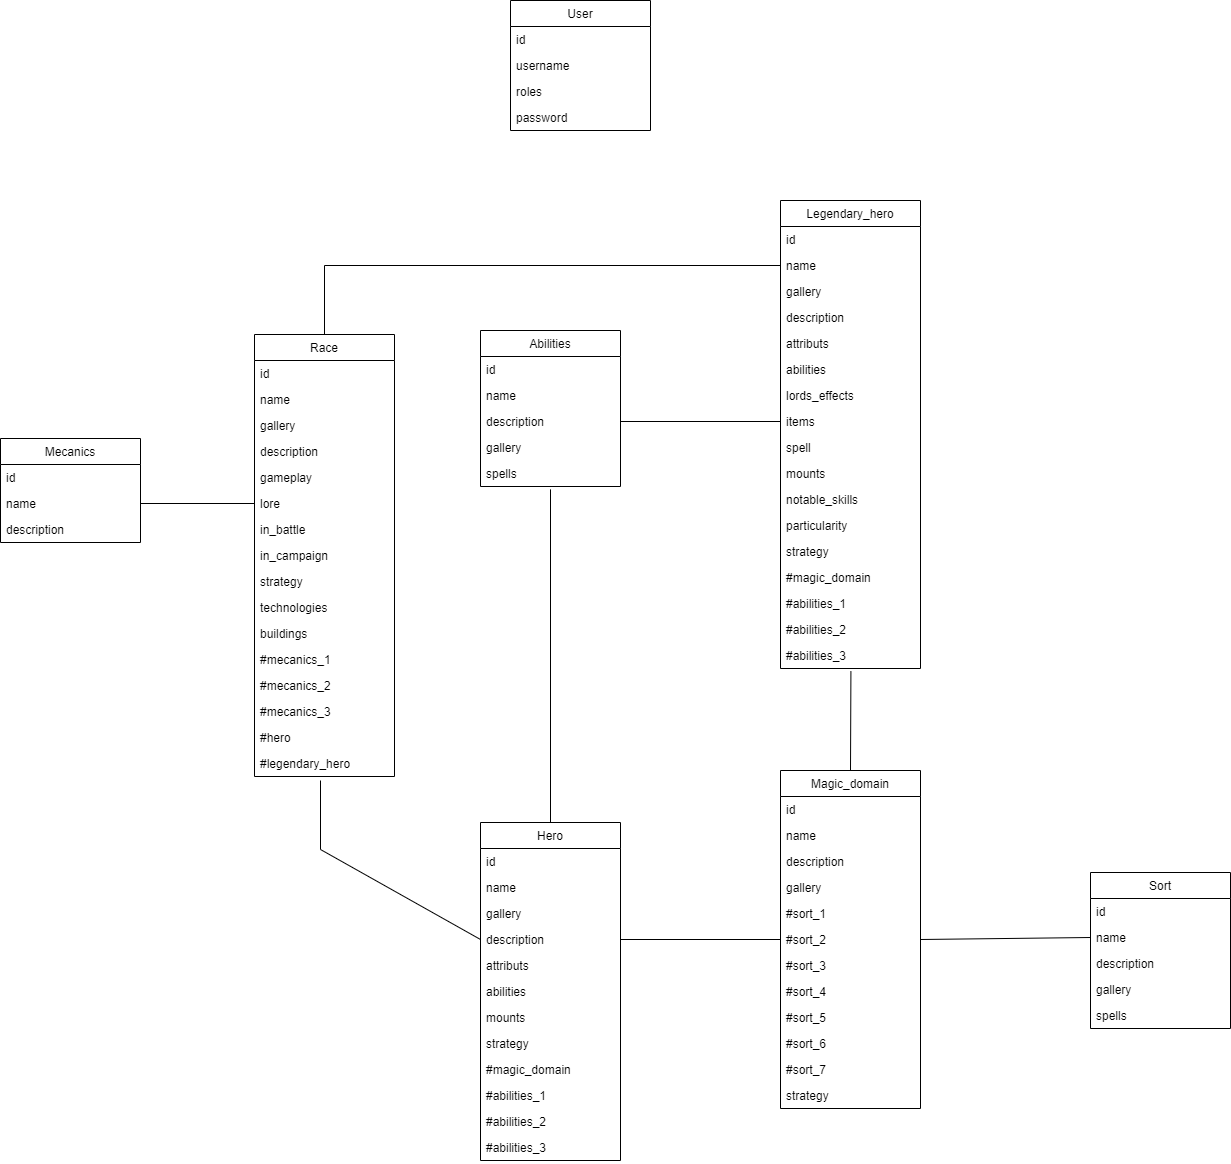 User
id
username
roles
password
Legendary_hero
id
name
gallery
description
attributs
abilities
lords_effects
items
spell
mounts
notable_skills
particularity
strategy
#magic_domain
#abilities_1
#abilities_2
#abilities_3
Race
id
name
gallery
description
gameplay
lore
in_battle
in_campaign
strategy
technologies
buildings
#mecanics_1
#mecanics_2
#mecanics_3
#hero
#legendary_hero
Abilities
id
name
description
gallery
spells
Mecanics
id
name
description
Magic_domain
id
name
description
gallery
#sort_1
#sort_2
#sort_3
#sort_4
#sort_5
#sort_6
#sort_7
strategy
Hero
id
name
gallery
description
attributs
abilities
mounts
strategy
#magic_domain
#abilities_1
#abilities_2
#abilities_3
Sort
id
name
description
gallery
spells